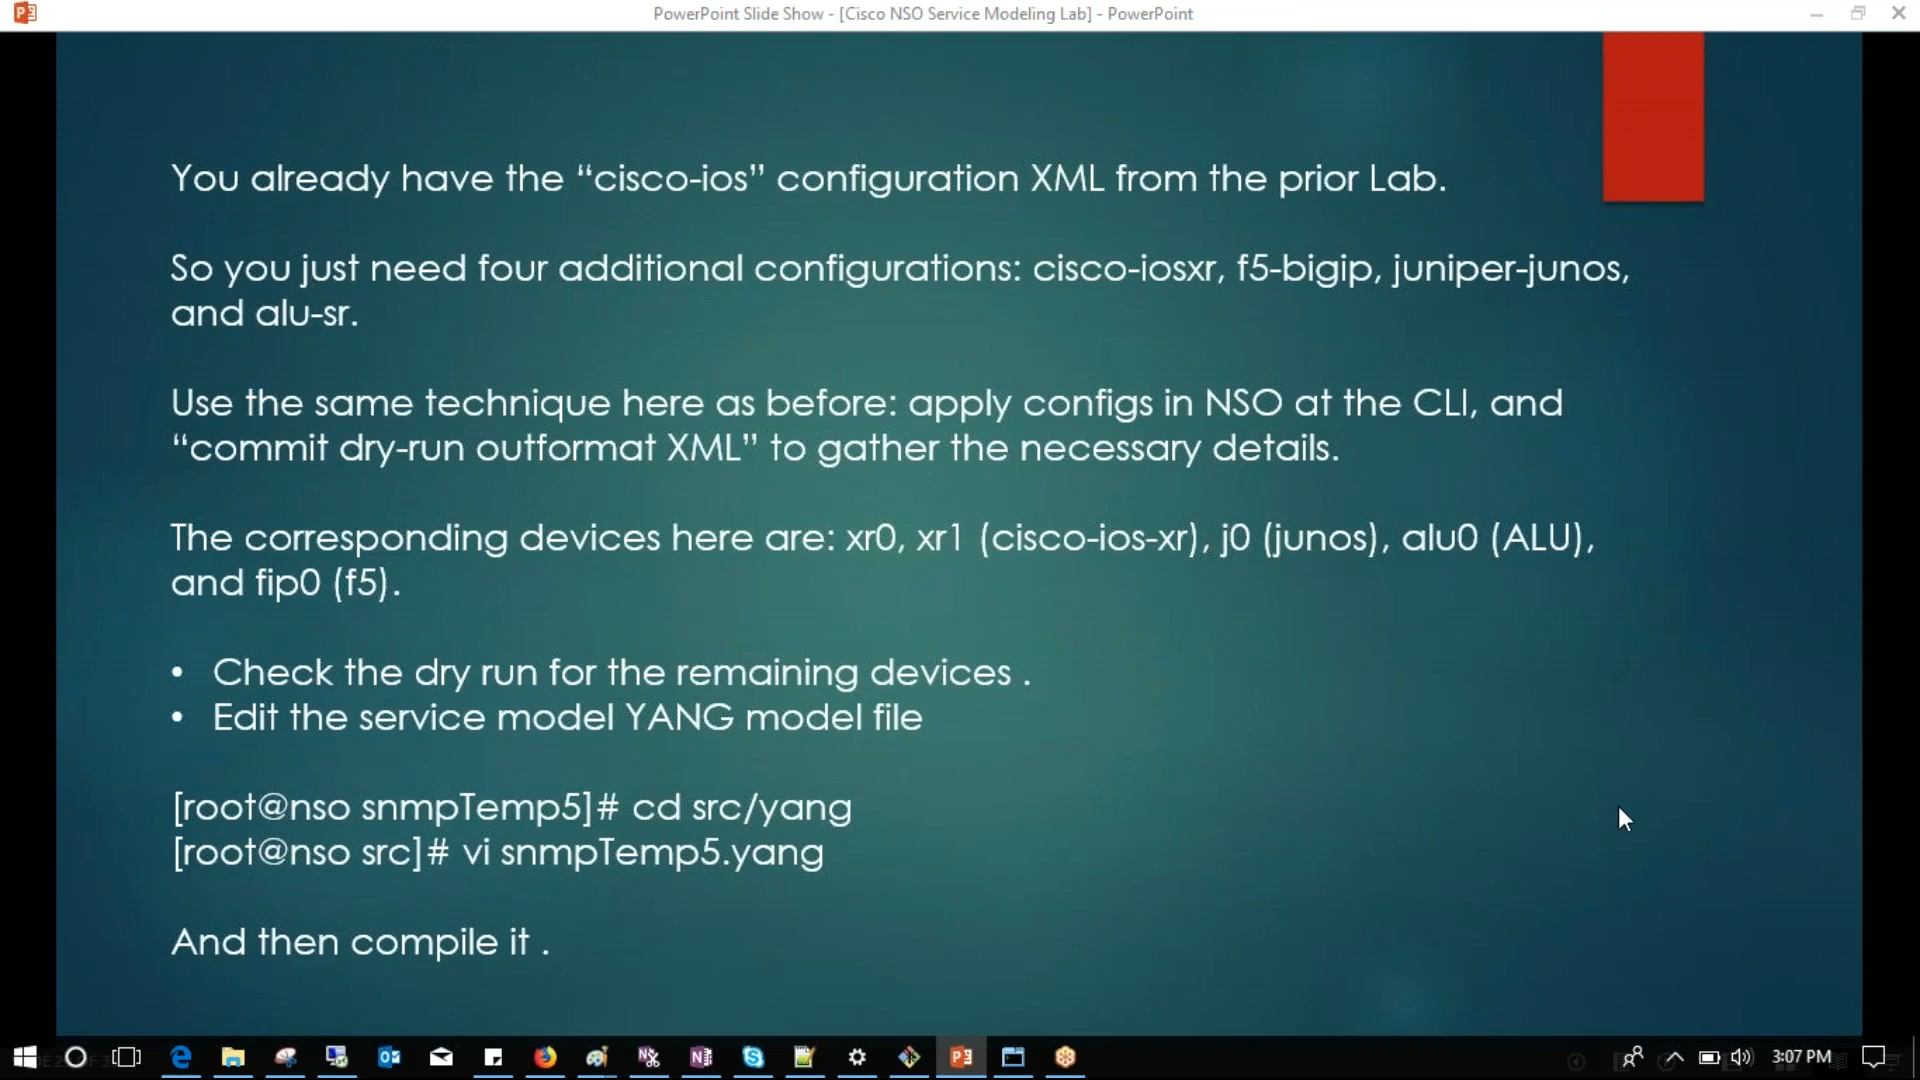 PowerPoint Slide Show - [Cisco NSO Service Modeling Lab] - PowerPoint
You already have the “cisco-ios” configuration XML from the prior Lab.
So you just need four additional configurations: cisco-iosxr, f5-bigip, juniper-junos,
and alu-sr.
Use the same technique here as before: apply configs in NSO at the CLI, and
“commit dry-run outformat XML” to gather the necessary details.
The corresponding devices here are: xr0, xr1 (cisco-ios-xr), j0 (junos), alu0 (ALU),
and fip0 (f5).
• Check the dry run for the remaining devices .
• Edit the service model YANG model file
[root@nso snmpTemp5]# cd src/yang
[root@nso src]# vi snmpTemp5.yang
And then compile it .
3:07 PM